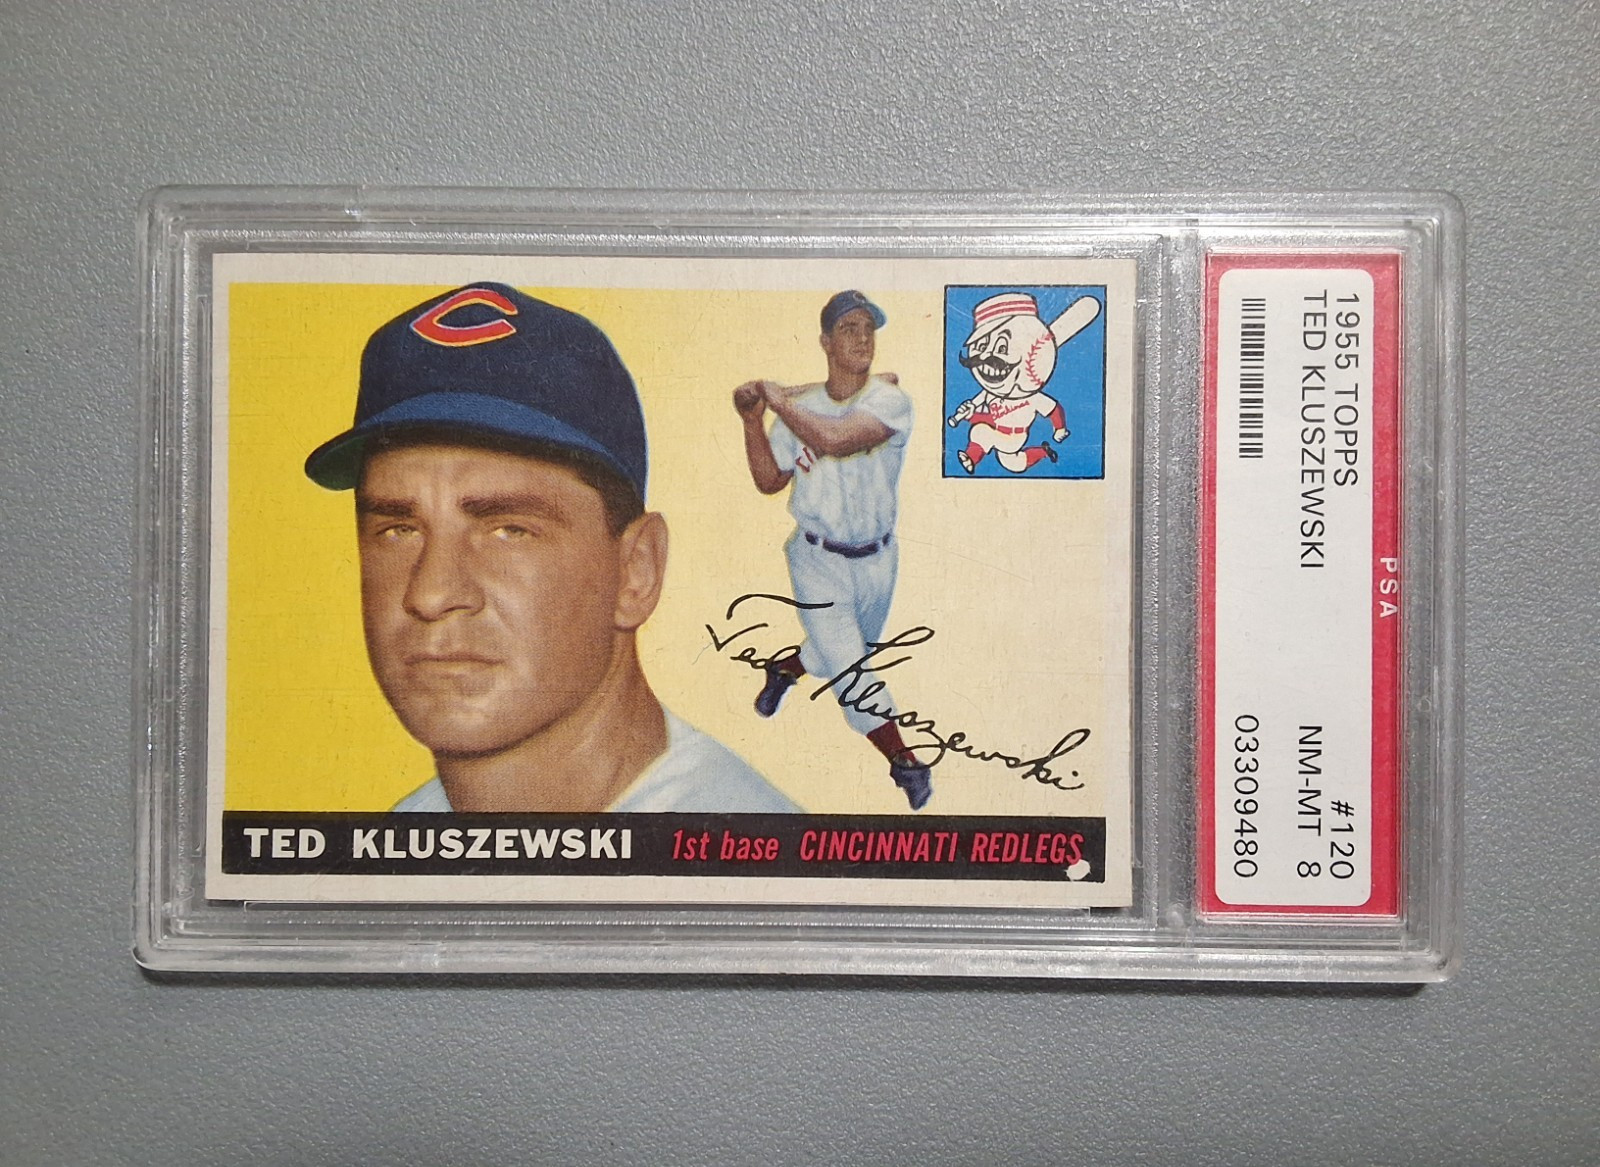 Ted Kluszewski
TED KLUSZEWSKI 1st base CINCINNATI REDLEGS
PSA
1955 TOPPS #120
TED KLUSZEWSKI NM-MT 8
03309480